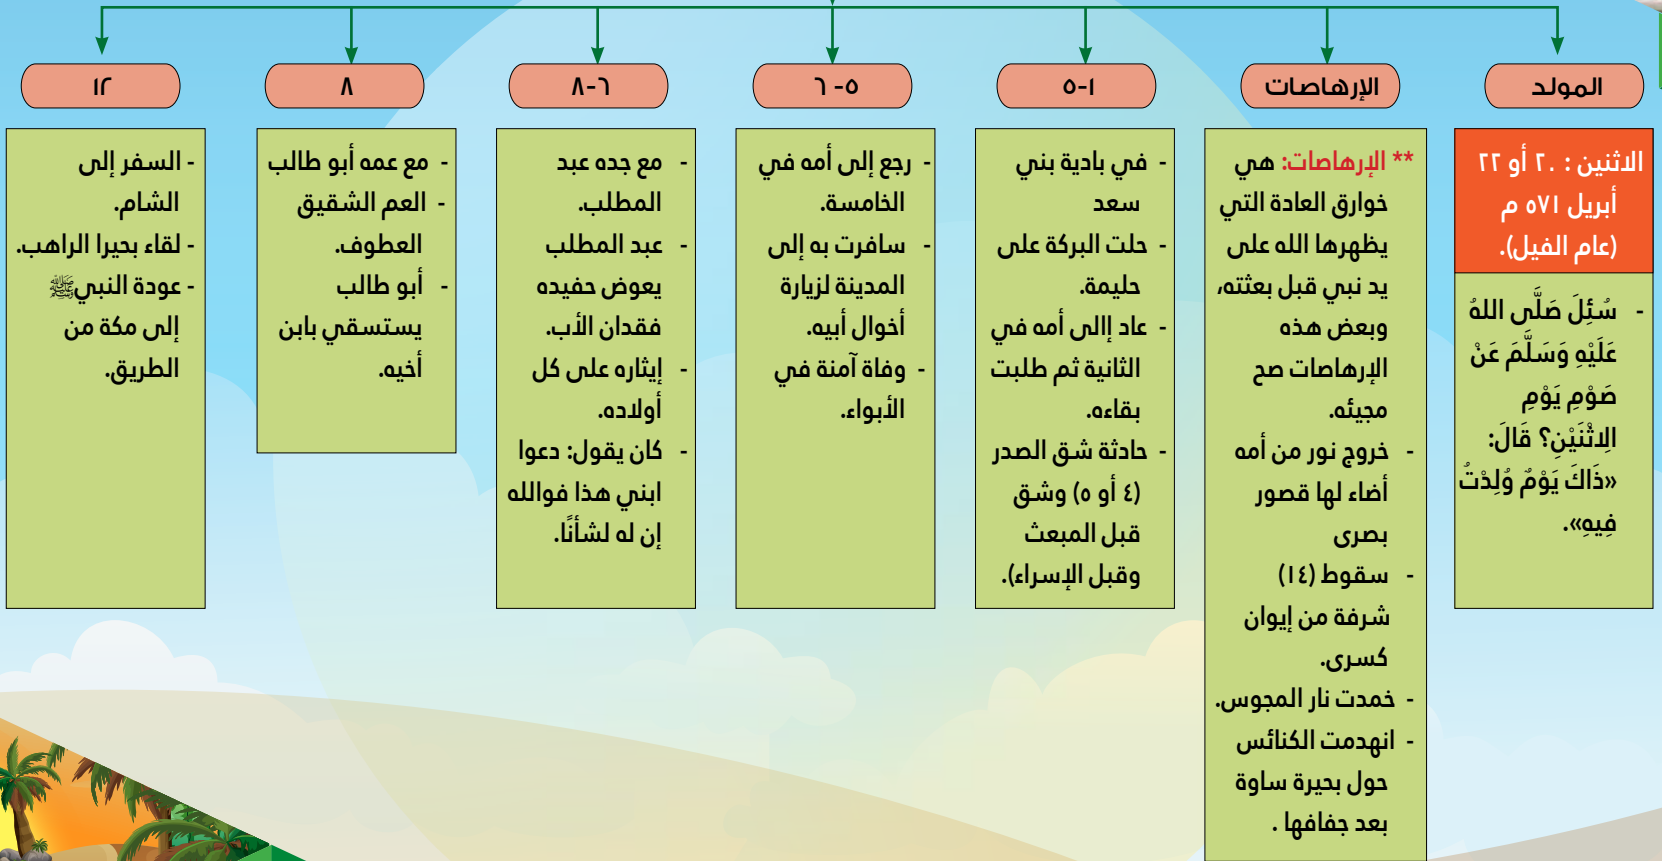 المولد
الاثنين : ٢٠ أو ٢٢
أبريل ٥٧١ م
(عام الفيل).
- سُئِلَ صَلَّى اللهُ
عَلَيْهِ وَسَلَّمَ عَنْ
صَوْمِ يَوْمِ
الِاثْنَيْنِ؟ قَالَ:
«ذَاكَ يَوْمٌ وُلِدْتُ
فِيهِ».
الإرهاصات
** الإرهاصات: هي
خوارق العادة التي
يظهرها الله على
يد نبي قبل بعثته،
وبعض هذه
الإرهاصات صح
مجيئه.
- خروج نور من أمه
أضاء لها قصور
بصرى
- سقوط (١٤)
شرفة من إيوان
كسرى.
- خمدت نار المجوس.
- انهدمت الكنائس
حول بحيرة ساوة
بعد جفافها .
١-٥
- في بادية بني
سعد
- حلت البركة على
حليمة.
- عاد إالى أمه في
الثانية ثم طلبت
بقاءه.
- حادثة شق الصدر
(٤ أو ٥) وشق
قبل المبعث
وقبل الإسراء).
٥- ٦
- رجع إلى أمه في
الخامسة.
- سافرت به إلى
المدينة لزيارة
أخوال أبيه.
- وفاة آمنة في
الأبواء.
٦-٨
- مع جده عبد
المطلب.
- عبد المطلب
يعوض حفيده
فقدان الأب.
- إيثاره على كل
أولاده.
- كان يقول: دعوا
ابني هذا فوالله
إن له لشأنًا.
٨
- مع عمه أبو طالب
- العم الشقيق
العطوف.
- أبو طالب
يستسقي بابن
أخيه.
١٢
- السفر إلى
الشام.
- لقاء بحيرا الراهب.
- عودة النبي ﷺ
إلى مكة من
الطريق.